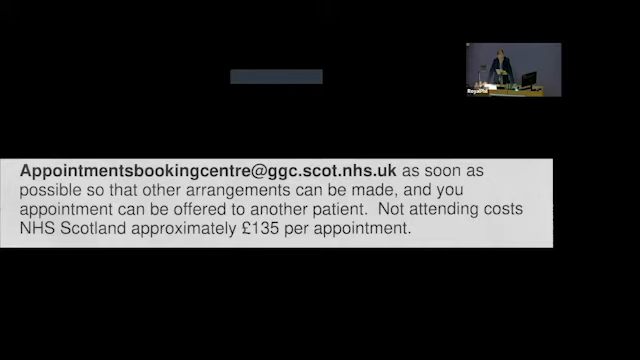 Appointmentsbookingcentre@ggc.scot.nhs.uk as soon as
possible so that other arrangements can be made, and you
appointment can be offered to another patient. Not attending costs
NHS Scotland approximately £135 per appointment.